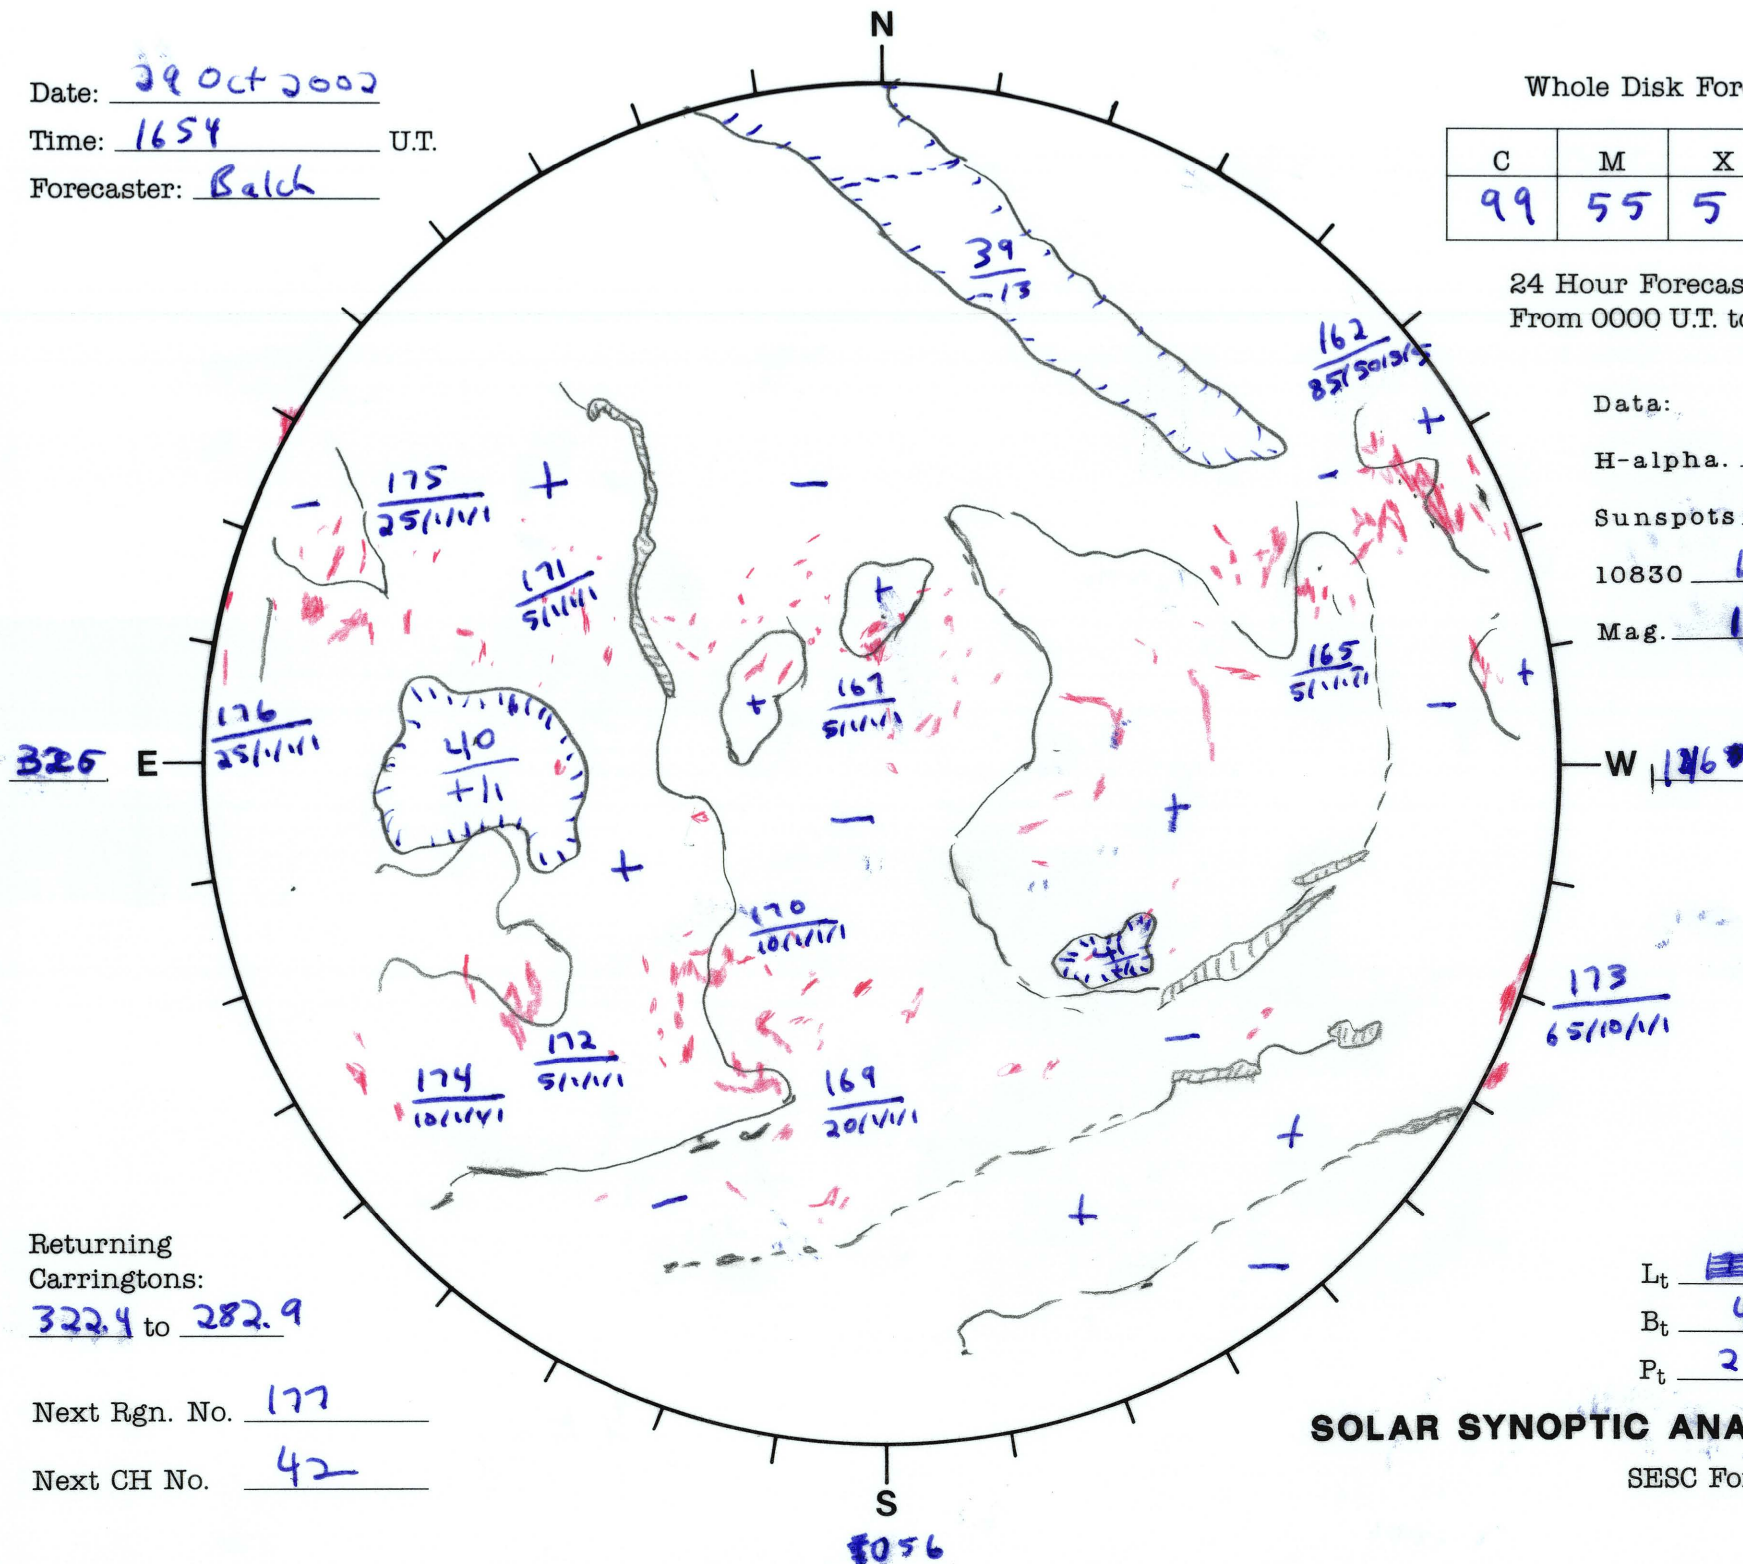 N
Date: 29 Oct 2002
Time: 1654 U.T.
Forecaster: Balch
Whole Disk For
C M X
99 55 5
24 Hour Forecas
From 0000 U.T. to
39
-13
162
Data:
H-alpha.
Sunspots
10830
Mag.
175
25/1/1/1
171
5/1/1/1
165
5/1/1/1
167
5/1/1/1
176
25/1/1/1
40
+/1
E
W
170
10/1/1/1
41
173
65/10/1/1
172
5/1/1/1
174
10/1/1/1
169
20/1/1/1
Returning
Carringtons:
322.4 to 282.9
Next Rgn. No. 177
Next CH No. 42
Lt
Bt
Pt 2
SOLAR SYNOPTIC ANA
SESC Fo
S
056